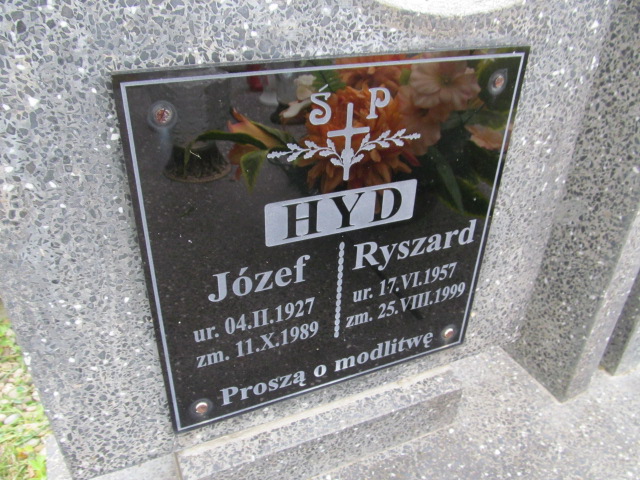 Ś P
HYD
Józef
ur. 04.II.1927
zm. 11.X.1989
Ryszard
ur. 17.VI.1957
zm. 25.VIII.1999
Proszą o modlitwę